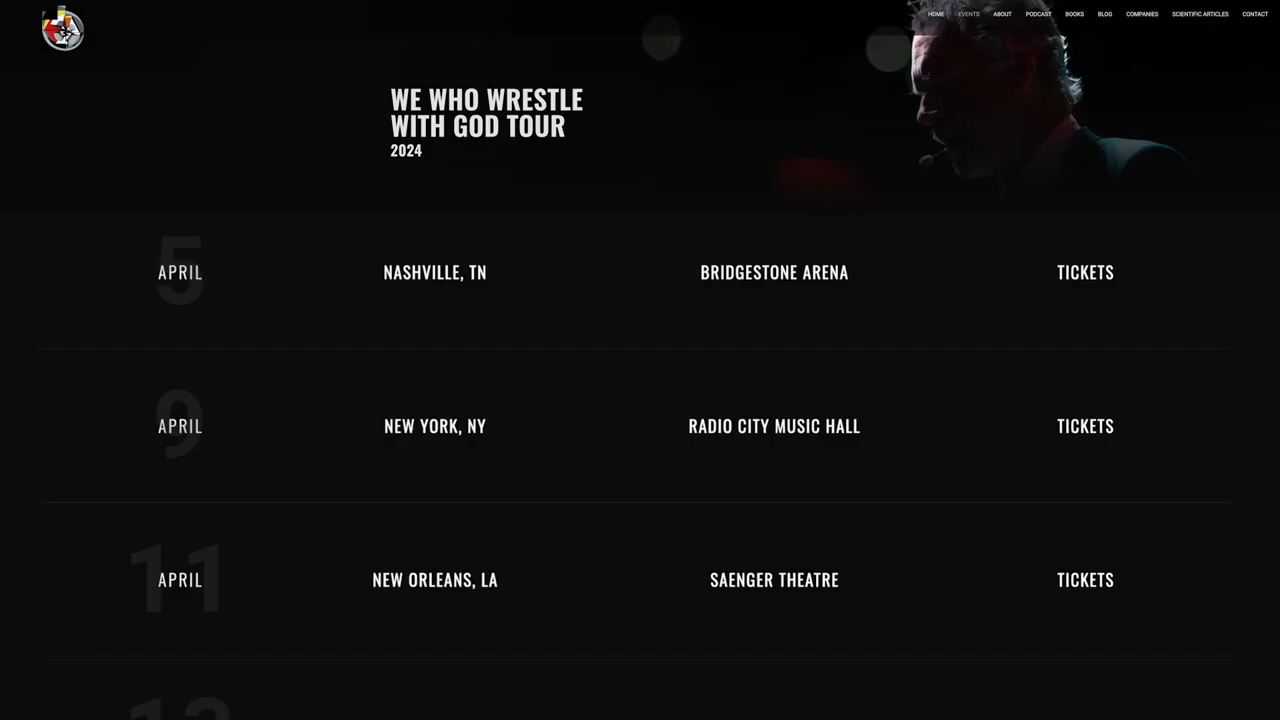 HOME EVENTS ABOUT PODCAST BOOKS BLOG COMPANIES SCIENTIFIC ARTICLES CONTACT
WE WHO WRESTLE
WITH GOD TOUR
2024
5
APRIL NASHVILLE, TN BRIDGESTONE ARENA TICKETS
9
APRIL NEW YORK, NY RADIO CITY MUSIC HALL TICKETS
11
APRIL NEW ORLEANS, LA SAENGER THEATRE TICKETS